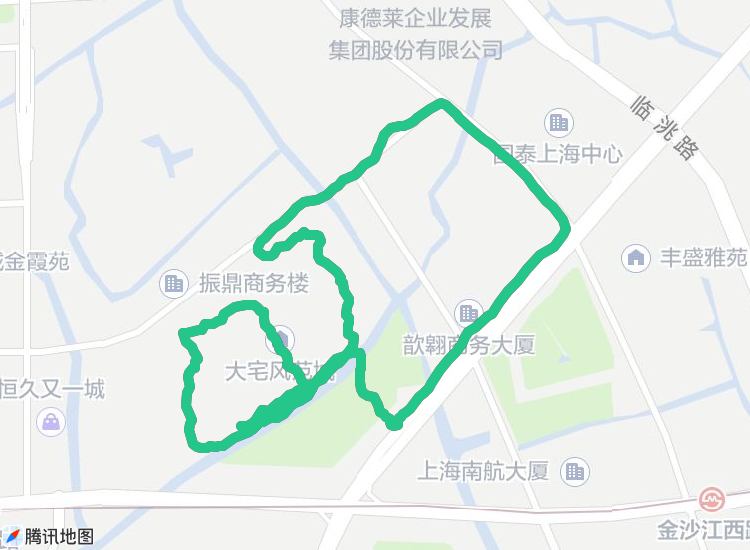 康德莱企业发展
集团股份有限公司
临洮路
国泰上海中心
金霞苑
丰盛雅苑
振鼎商务楼
歆翱商务大厦
大宅风范城
恒久又一城
上海南航大厦
金沙江西路
腾讯地图